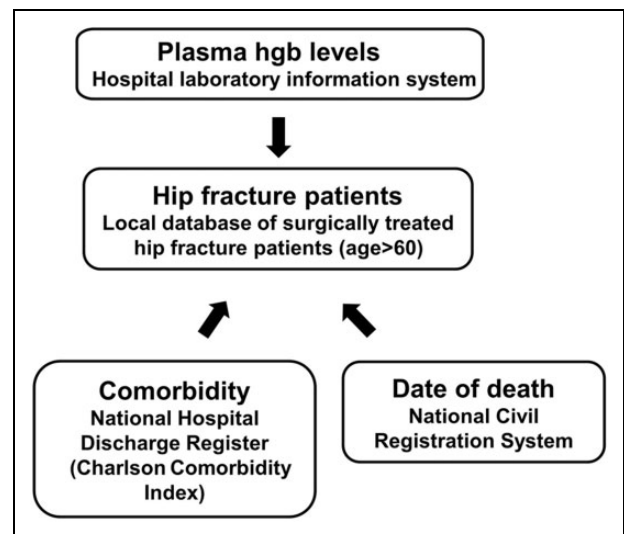 Plasma hgb levels
Hospital laboratory information system
Hip fracture patients
Local database of surgically treated
hip fracture patients (age>60)
Comorbidity
National Hospital
Discharge Register
(Charlson Comorbidity
Index)
Date of death
National Civil
Registration System